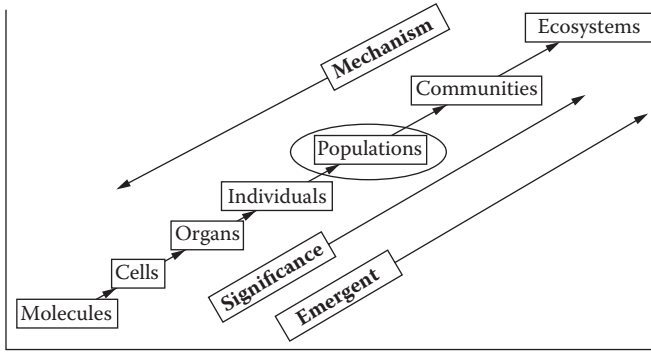 Ecosystems
Mechanism
Communities
Populations
Individuals
Organs
Significance
Cells
Emergent
Molecules